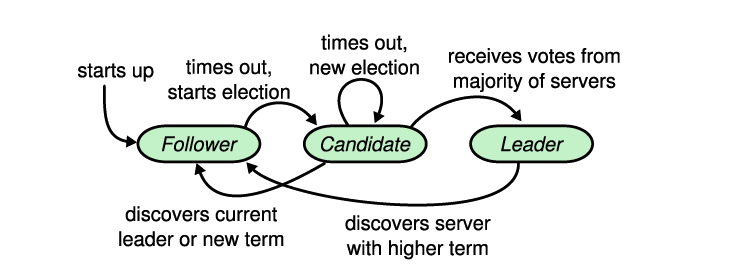 starts up
times out,
starts election
times out,
new election
receives votes from
majority of servers
Follower
Candidate
Leader
discovers current
leader or new term
discovers server
with higher term